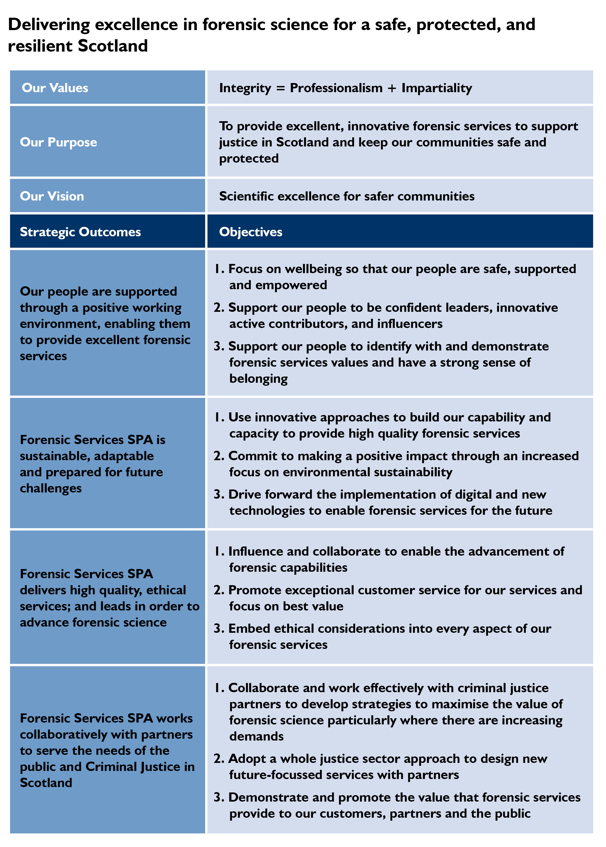 Delivering excellence in forensic science for a safe, protected, and
resilient Scotland
Our Values
Integrity = Professionalism + Impartiality
Our Purpose
To provide excellent, innovative forensic services to support
justice in Scotland and keep our communities safe and
protected
Our Vision
Scientific excellence for safer communities
Strategic Outcomes
Objectives
Our people are supported
through a positive working
environment, enabling them
to provide excellent forensic
services
1. Focus on wellbeing so that our people are safe, supported
and empowered
2. Support our people to be confident leaders, innovative
active contributors, and influencers
3. Support our people to identify with and demonstrate
forensic services values and have a strong sense of
belonging
Forensic Services SPA is
sustainable, adaptable
and prepared for future
challenges
1. Use innovative approaches to build our capability and
capacity to provide high quality forensic services
2. Commit to making a positive impact through an increased
focus on environmental sustainability
3. Drive forward the implementation of digital and new
technologies to enable forensic services for the future
Forensic Services SPA
delivers high quality, ethical
services; and leads in order to
advance forensic science
1. Influence and collaborate to enable the advancement of
forensic capabilities
2. Promote exceptional customer service for our services and
focus on best value
3. Embed ethical considerations into every aspect of our
forensic services
Forensic Services SPA works
collaboratively with partners
to serve the needs of the
public and Criminal Justice in
Scotland
1. Collaborate and work effectively with criminal justice
partners to develop strategies to maximise the value of
forensic science particularly where there are increasing
demands
2. Adopt a whole justice sector approach to design new
future-focussed services with partners
3. Demonstrate and promote the value that forensic services
provide to our customers, partners and the public